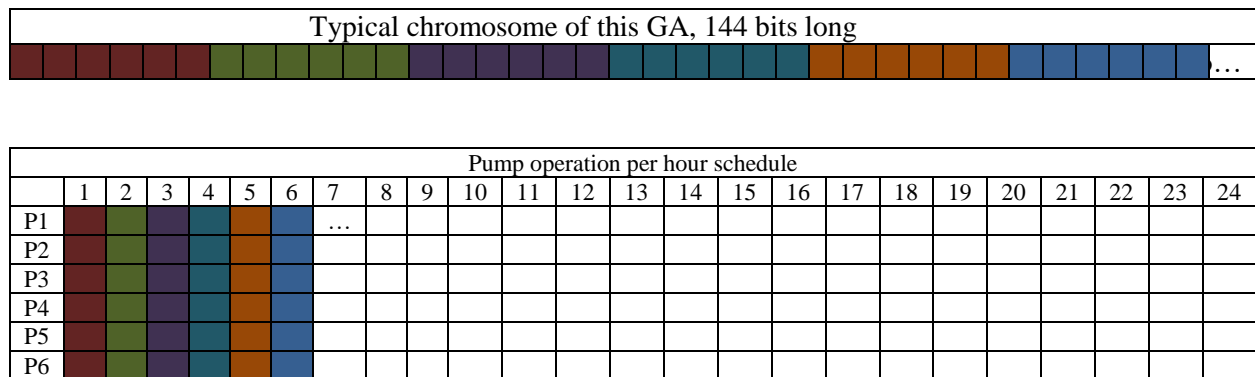 Typical chromosome of this GA, 144 bits long
…
Pump operation per hour schedule
1 2 3 4 5 6 7 8 9 10 11 12 13 14 15 16 17 18 19 20 21 22 23 24
P1 …
P2
P3
P4
P5
P6